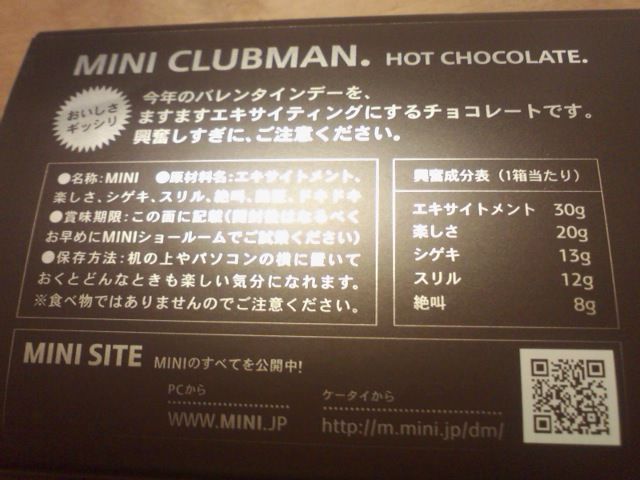 MINI CLUBMAN. HOT CHOCOLATE.
おいしさ
ギッシリ
今年のバレンタインデーを、
ますますエキサイティングにするチョコレートです。
興奮しすぎに、ご注意ください。
●名称:MINI ●原材料名:エキサイトメント、
楽しさ、シゲキ、スリル、絶叫、ドキドキ
●賞味期限:この面に記載(開封後はなるべく
お早めにMINIショールームでご試乗ください)
●保存方法:机の上やパソコンの横に置いて
おくとどんなときも楽しい気分になれます。
※食べ物ではありませんのでご注意ください。
興奮成分表(1箱当たり)
エキサイトメント 30g
楽しさ 20g
シゲキ 13g
スリル 12g
絶叫 8g
MINI SITE MINIのすべてを公開中!
PCから
WWW.MINI.JP
ケータイから
http://m.mini.jp/dm/